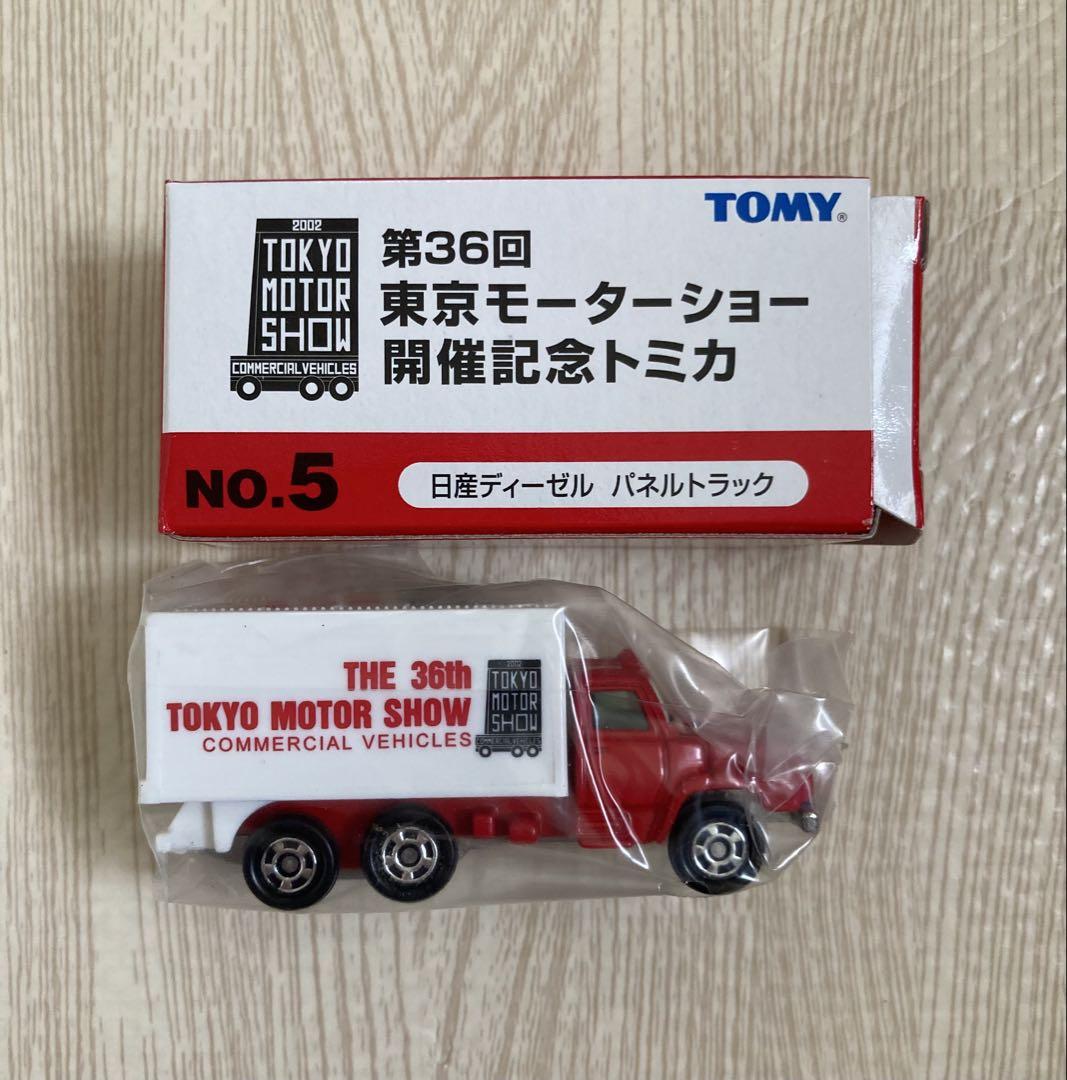 TOMY®
2002
TOKYO
MOTOR
SHOW
COMMERCIAL VEHICLES
第36回
東京モーターショー
開催記念トミカ
NO.5
日産ディーゼル パネルトラック
THE 36th
TOKYO MOTOR SHOW
COMMERCIAL VEHICLES
2002
TOKYO
MOTOR
SHOW
COMMERCIAL VEHICLES